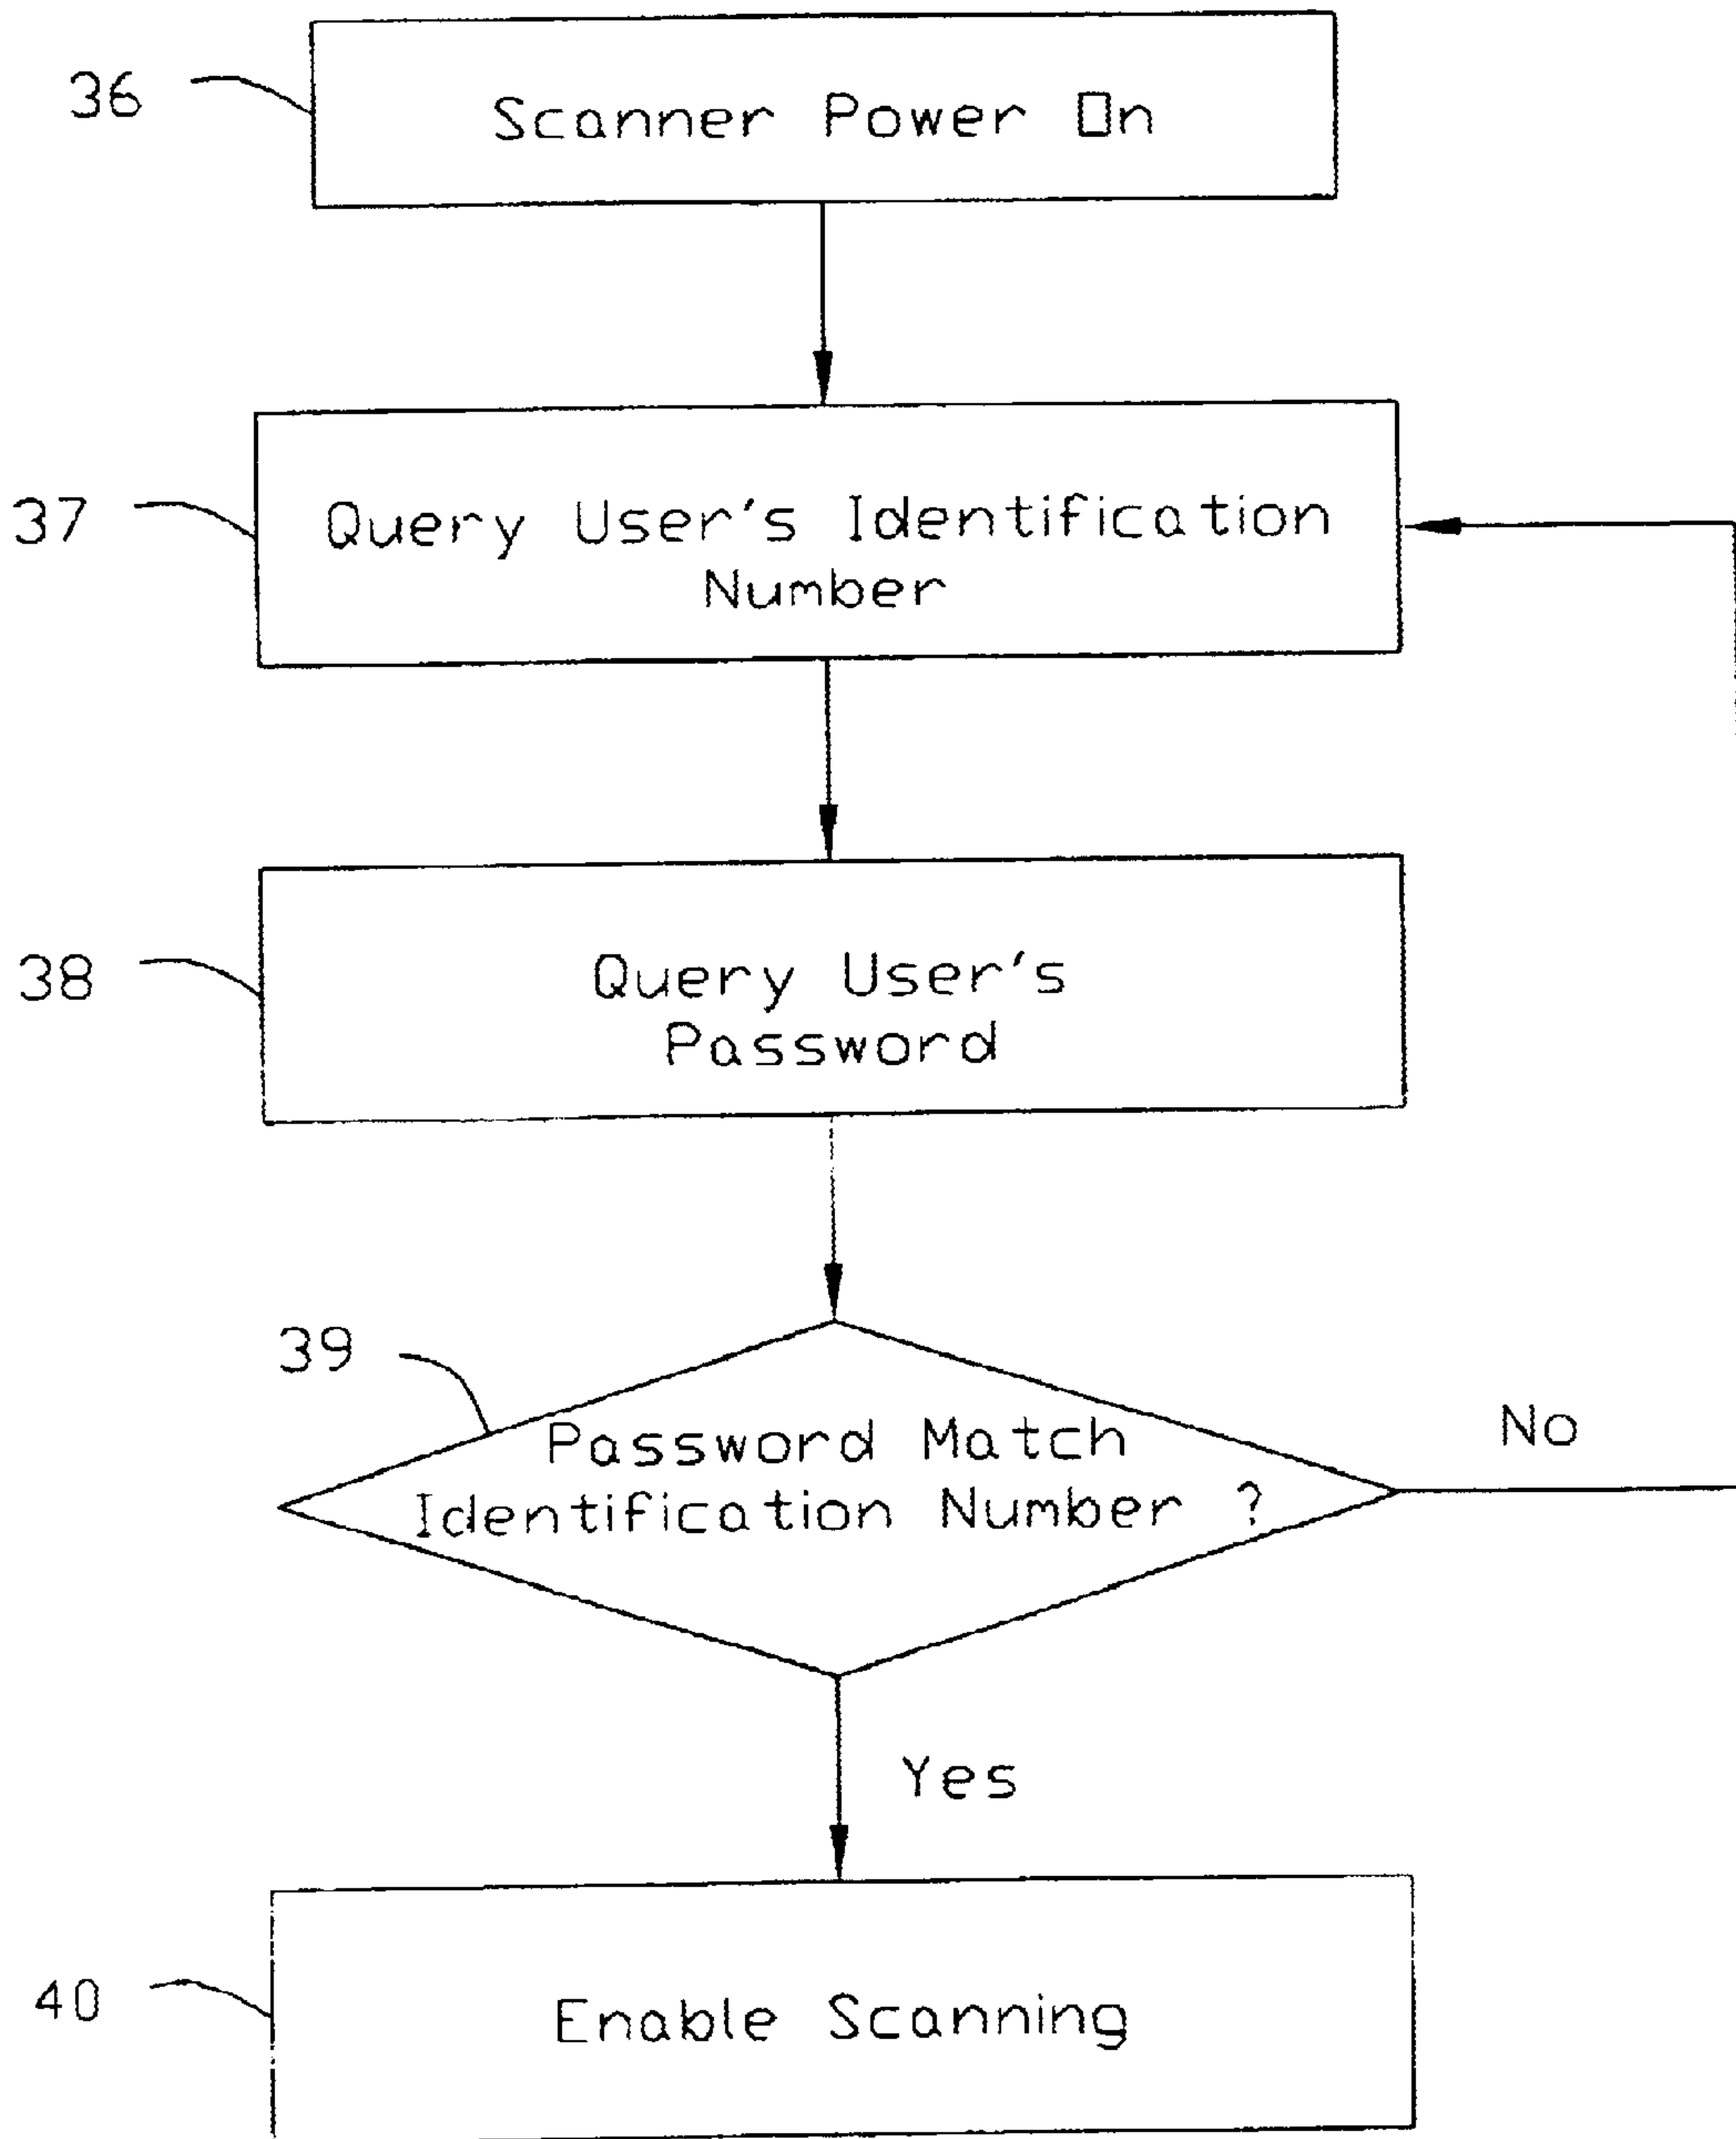 36
Scanner Power On
37
Query User's Identification
Number
38
Query User's
Password
39
Password Match
Identification Number ?
No
Yes
40
Enable Scanning